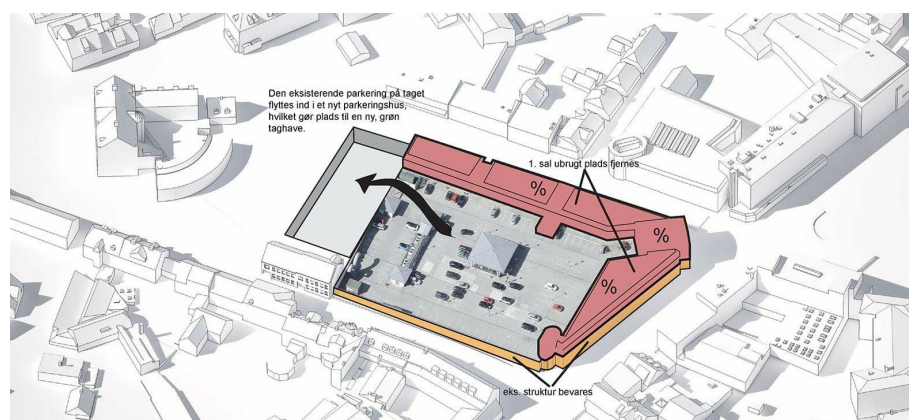 Den eksisterende parkering på taget
flyttes ind i et nyt parkeringshus,
hvilket gør plads til en ny, grøn
taghave.
1. sal ubrugt plads fjernes
%
%
%
eks. struktur bevares